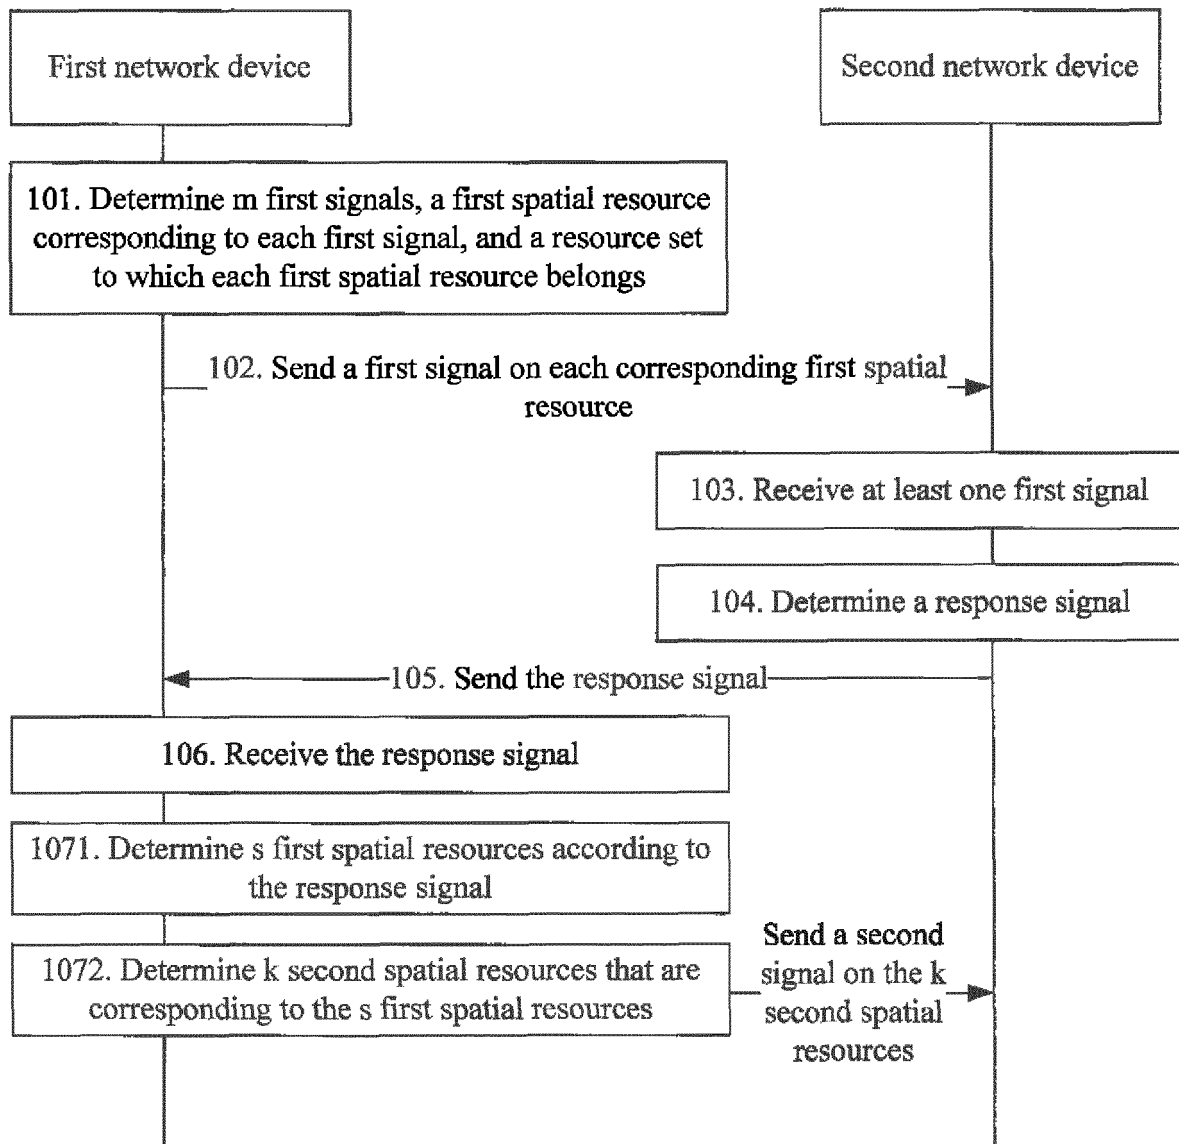 First network device
Second network device
101. Determine m first signals, a first spatial resource
corresponding to each first signal, and a resource set
to which each first spatial resource belongs
102. Send a first signal on each corresponding first spatial
resource
103. Receive at least one first signal
104. Determine a response signal
105. Send the response signal
106. Receive the response signal
1071. Determine s first spatial resources according to
the response signal
1072. Determine k second spatial resources that are
corresponding to the s first spatial resources
Send a second
signal on the k
second spatial
resources